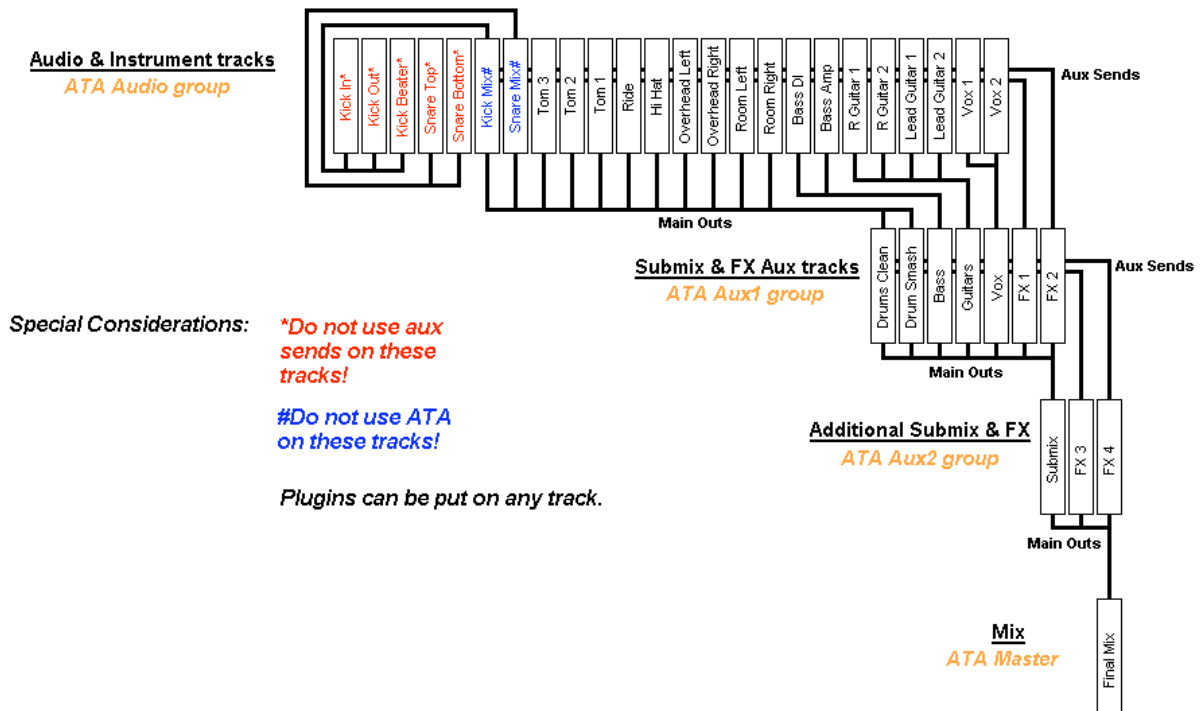 Audio & Instrument tracks
ATA Audio group
Kick In*
Kick Out*
Kick Beater*
Snare Top*
Snare Bottom*
Kick Mix#
Snare Mix#
Tom 3
Tom 2
Tom 1
Ride
Hi Hat
Overhead Left
Overhead Right
Room Left
Room Right
Bass DI
Bass Amp
R Guitar 1
R Guitar 2
Lead Guitar 1
Lead Guitar 2
Vox 1
Vox 2
Aux Sends
Main Outs
Submix & FX Aux tracks
ATA Aux1 group
Drums Clean
Drum Smash
Bass
Guitars
Vox
FX 1
FX 2
Aux Sends
Main Outs
Special Considerations:
*Do not use aux
sends on these
tracks!
#Do not use ATA
on these tracks!
Plugins can be put on any track.
Additional Submix & FX
ATA Aux2 group
Submix
FX 3
FX 4
Main Outs
Mix
ATA Master
Final Mix